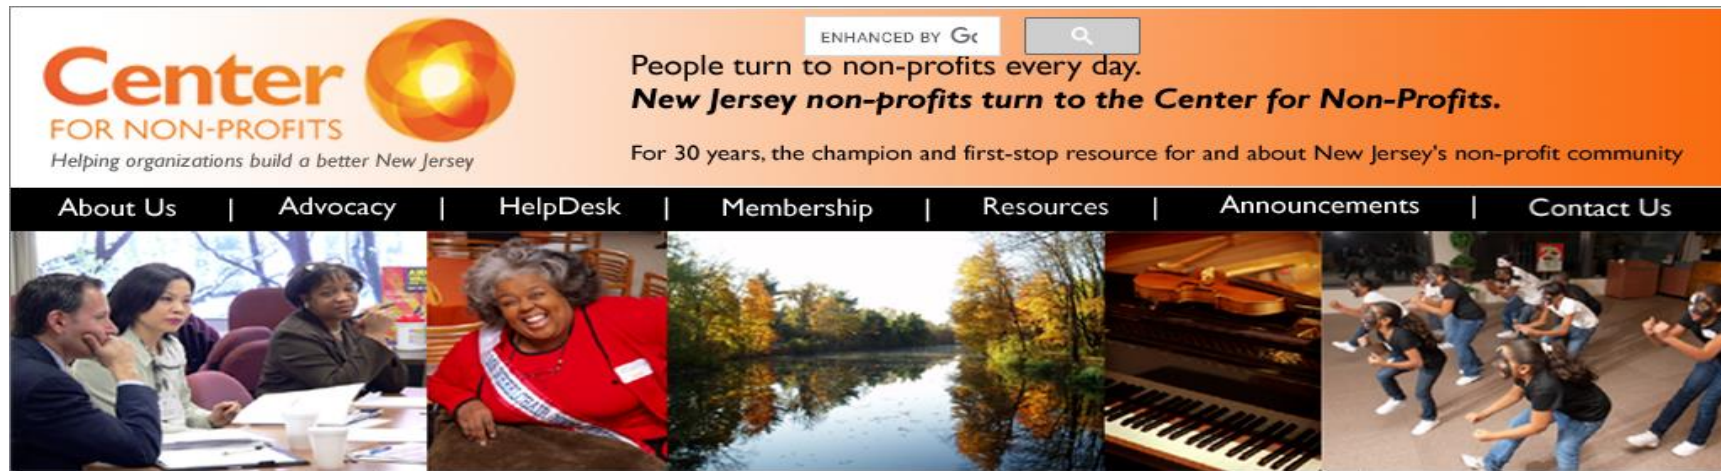 ENHANCED BY
Center
FOR NON-PROFITS
Helping organizations build a better New Jersey
People turn to non-profits every day.
New Jersey non-profits turn to the Center for Non-Profits.
For 30 years, the champion and first-stop resource for and about New Jersey's non-profit community
About Us | Advocacy | HelpDesk | Membership | Resources | Announcements | Contact Us